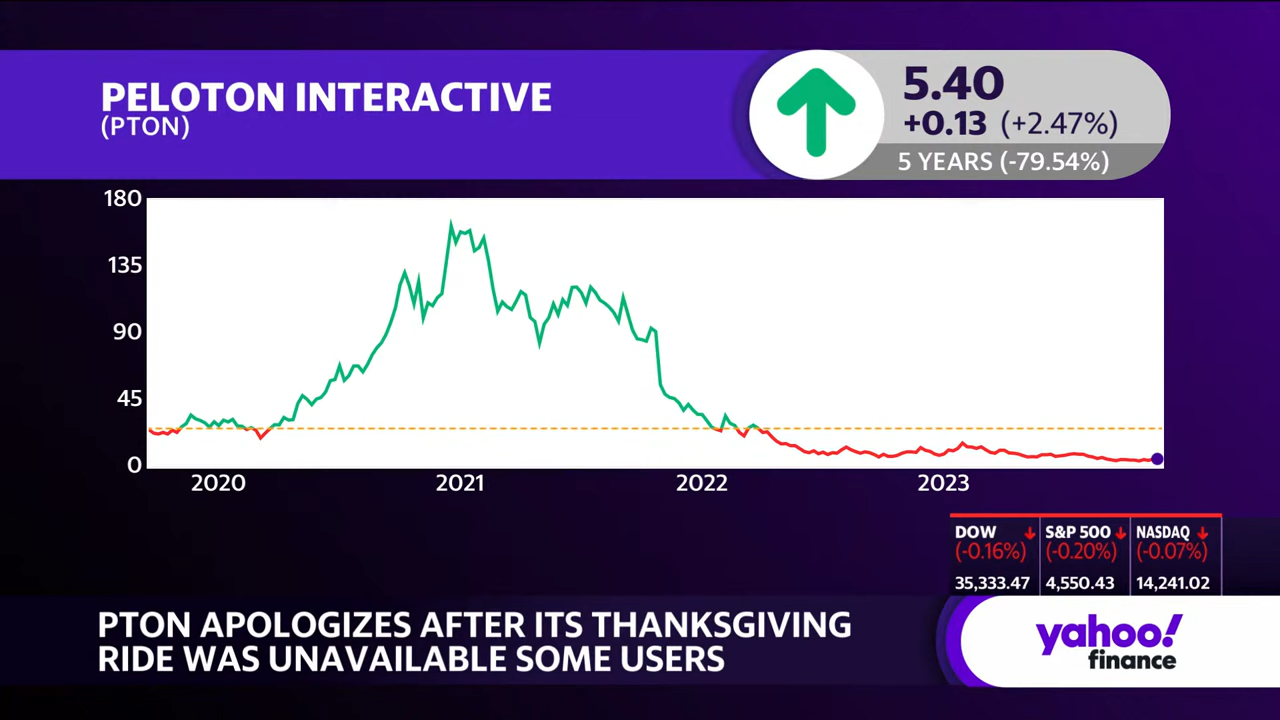 PELOTON INTERACTIVE
(PTON)
5.40
+0.13 (+2.47%)
5 YEARS (-79.54%)
180
135
90
45
0
2020 2021 2022 2023
DOW S&P 500 NASDAQ
(-0.16%) (-0.20%) (-0.07%)
35,333.47 4,550.43 14,241.02
PTON APOLOGIZES AFTER ITS THANKSGIVING
RIDE WAS UNAVAILABLE SOME USERS
yahoo!
finance